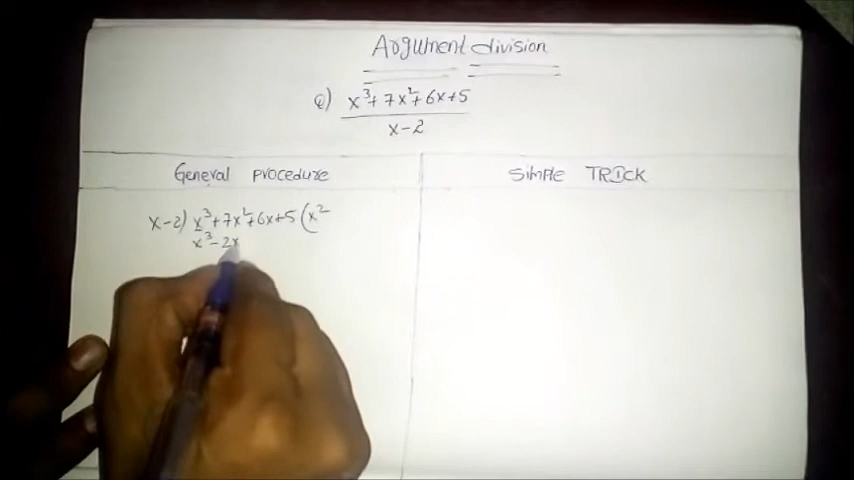 Argument division
Q) x³+7x²+6x+5
x-2
General procedure
x-2) x³+7x²+6x+5 (x²
x³-2x
Simple TRICK